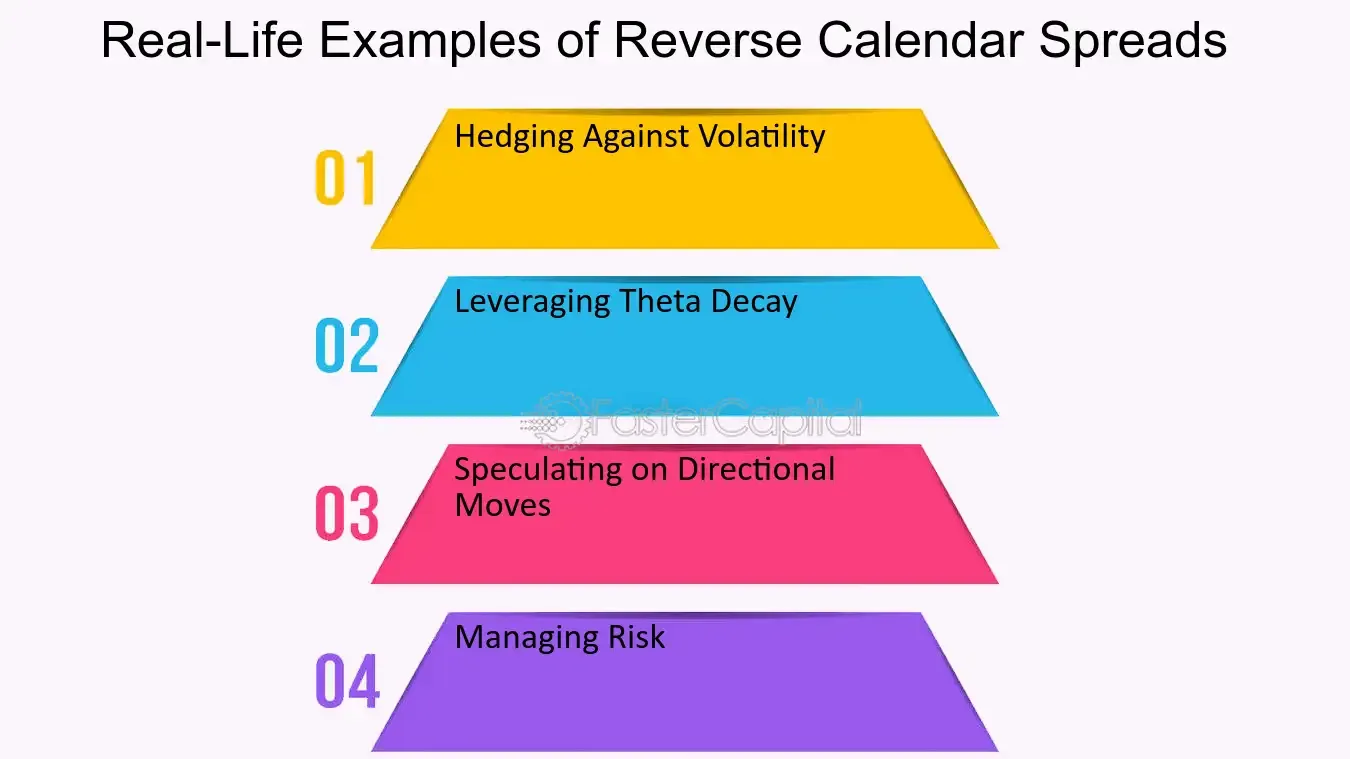 Real-Life Examples of Reverse Calendar Spreads
01
Hedging Against Volatility
02
Leveraging Theta Decay
FasterCapital
03
Speculating on Directional
Moves
04
Managing Risk